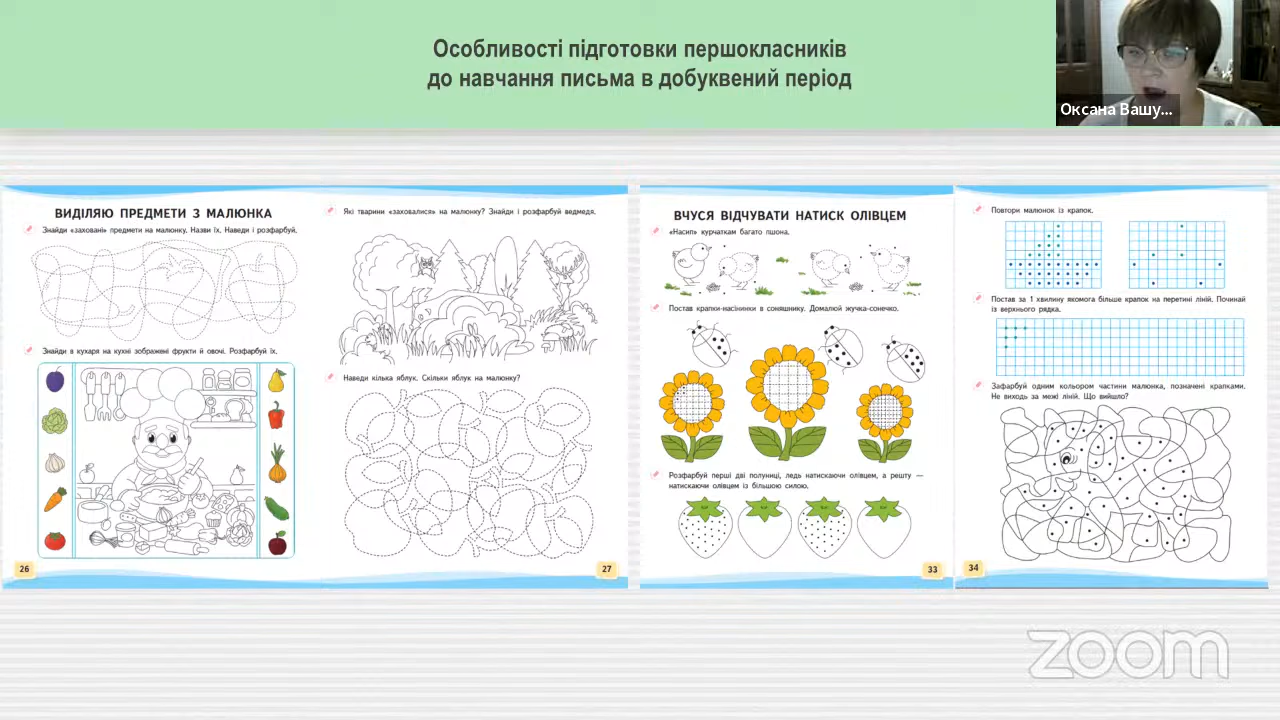 Особливості підготовки першокласників
до навчання письма в добуквений період
Оксана Вашу...
ВИДІЛЯЮ ПРЕДМЕТИ З МАЛЮНКА
Знайди «заховані» предмети на малюнку. Назви їх. Наведи і розфарбуй.
Знайди в кухаря на кухні зображені фрукти й овочі. Розфарбуй їх.
26
Які тварини «заховалися» на малюнку? Знайди і розфарбуй ведмедя.
Наведи кілька яблук. Скільки яблук на малюнку?
27
ВЧУСЯ ВІДЧУВАТИ НАТИСК ОЛІВЦЕМ
«Насип» курчаткам багато пшона.
Постав крапки-насінинки в соняшнику. Домалюй жучка-сонечко.
Розфарбуй перші дві полуниці, ледь натискаючи олівцем, а решту —
натискаючи олівцем із більшою силою.
33
Повтори малюнок із крапок.
Постав за 1 хвилину якомога більше крапок на перетині ліній. Починай
із верхнього рядка.
Зафарбуй одним кольором частини малюнка, позначені крапками.
Не виходь за межі ліній. Що вийшло?
34
zoom